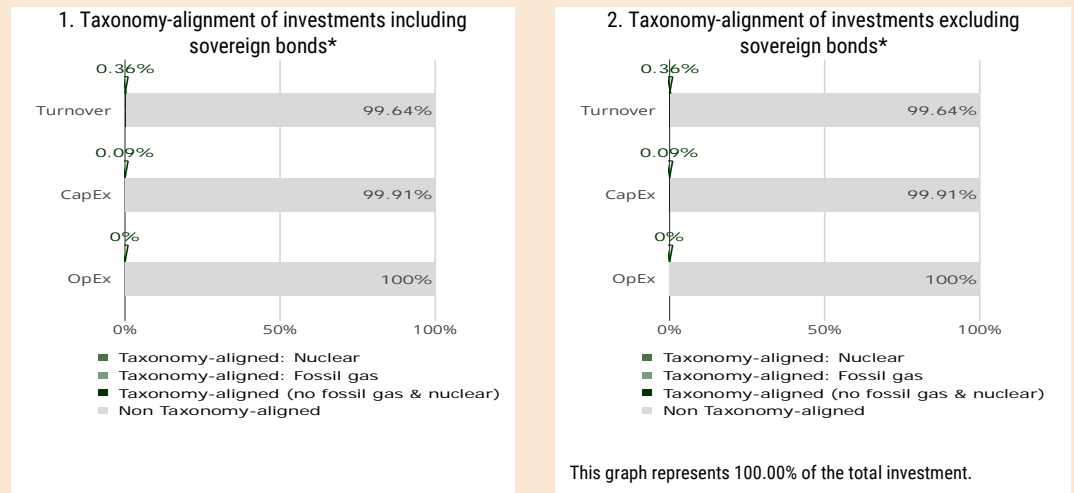 1. Taxonomy-alignment of investments including
sovereign bonds*
0.36%
Turnover
99.64%
0.09%
CapEx
99.91%
0%
OpEx
100%
0%
50%
100%
Taxonomy-aligned: Nuclear
Taxonomy-aligned: Fossil gas
Taxonomy-aligned (no fossil gas & nuclear)
Non Taxonomy-aligned
2. Taxonomy-alignment of investments excluding
sovereign bonds*
0.36%
Turnover
99.64%
0.09%
CapEx
99.91%
0%
OpEx
100%
0%
50%
100%
Taxonomy-aligned: Nuclear
Taxonomy-aligned: Fossil gas
Taxonomy-aligned (no fossil gas & nuclear)
Non Taxonomy-aligned
This graph represents 100.00% of the total investment.